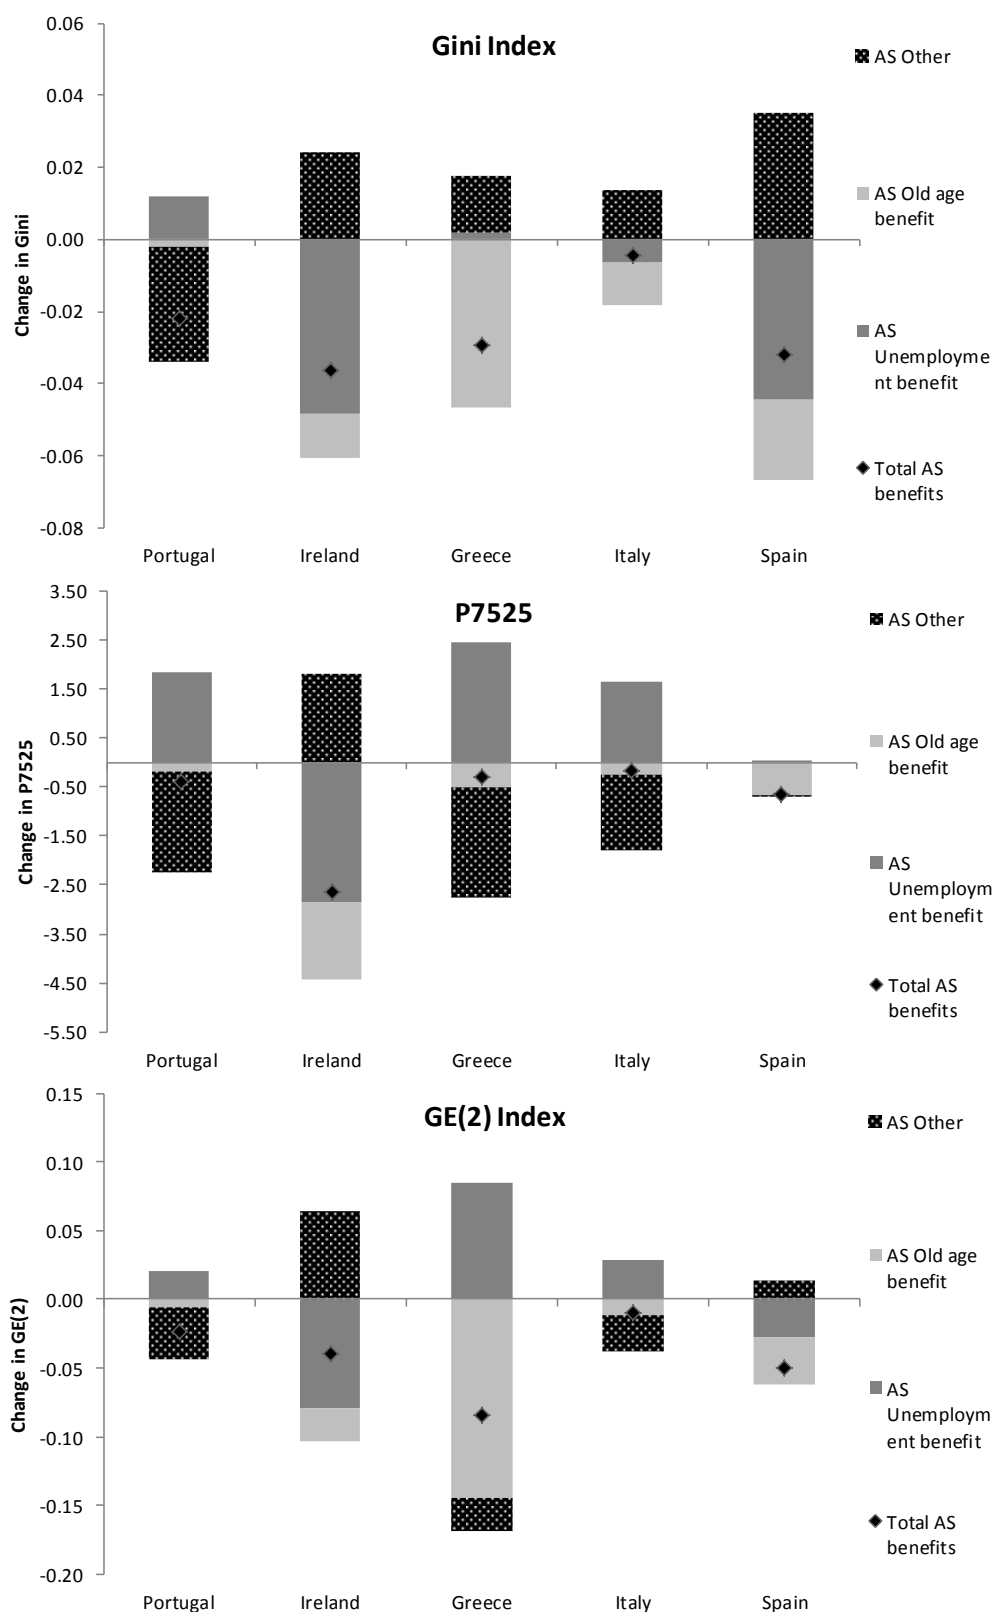 Gini Index
Change in Gini
0.06
0.04
0.02
0.00
-0.02
-0.04
-0.06
-0.08
Portugal
Ireland
Greece
Italy
Spain
AS Other
AS Old age
benefit
AS
Unemployme
nt benefit
Total AS
benefits
P7525
Change in P7525
3.50
2.50
1.50
0.50
-0.50
-1.50
-2.50
-3.50
-4.50
-5.50
Portugal
Ireland
Greece
Italy
Spain
AS Other
AS Old age
benefit
AS
Unemploym
ent benefit
Total AS
benefits
GE(2) Index
Change in GE(2)
0.15
0.10
0.05
0.00
-0.05
-0.10
-0.15
-0.20
Portugal
Ireland
Greece
Italy
Spain
AS Other
AS Old age
benefit
AS
Unemploym
ent benefit
Total AS
benefits